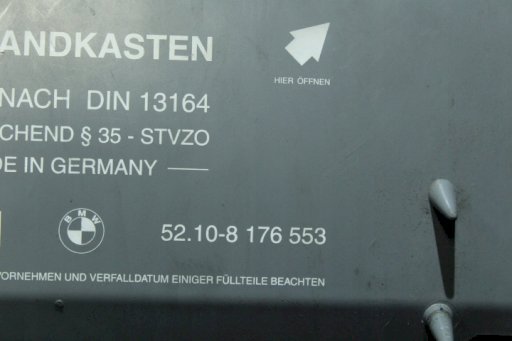 ANDKASTEN
HIER ÖFFNEN
NACH DIN 13164
CHEND § 35 - STVZO
DE IN GERMANY
BMW
52.10-8 176 553
VORNEHMEN UND VERFALLDATUM EINIGER FÜLLTEILE BEACHTEN